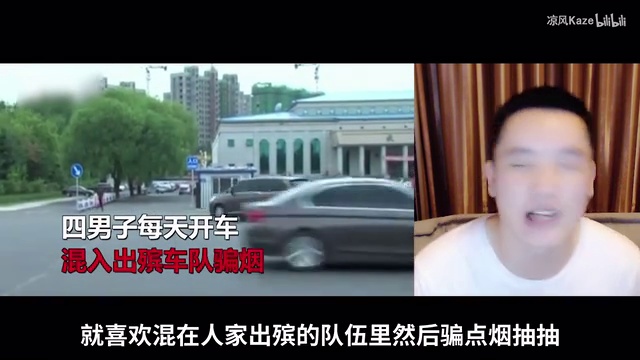 凉风Kaze bilibili
四男子每天开车
混入出殡车队骗烟
就喜欢混在人家出殡的队伍里然后骗点烟抽抽